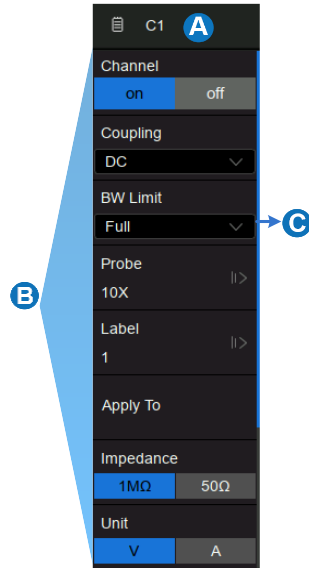 C1 A
Channel
on off
Coupling
DC
BW Limit
Full
C
Probe
10X
B
Label
1
Apply To
Impedance
1MΩ 50Ω
Unit
V A